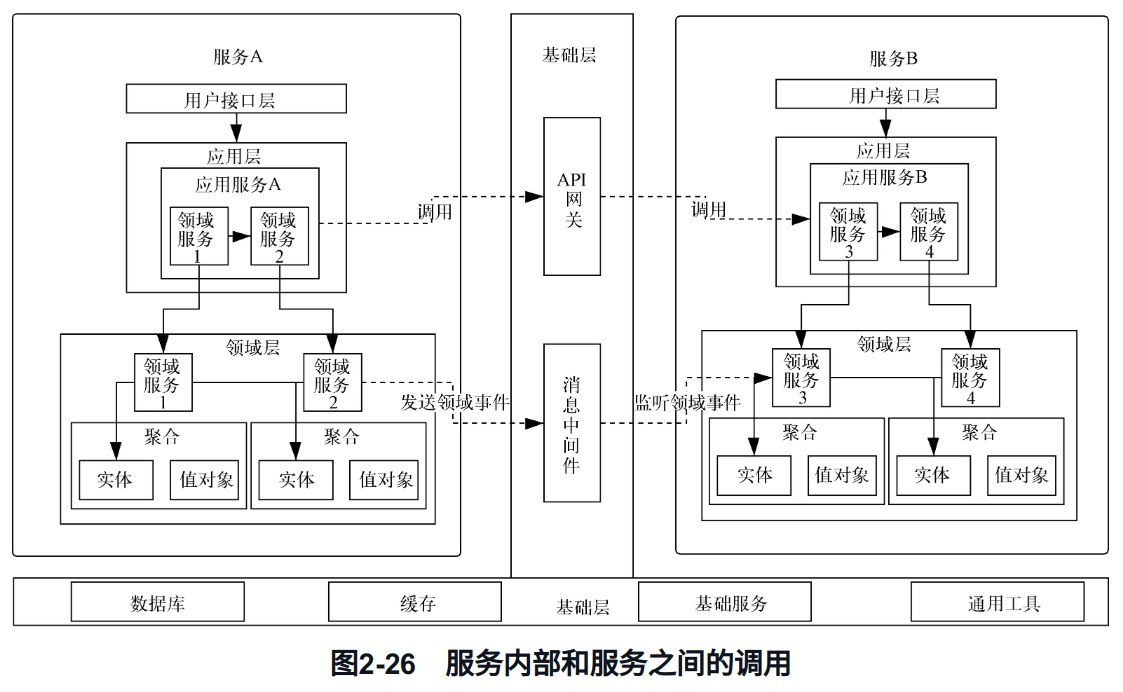 服务A
用户接口层
应用层
应用服务A
领域
服务
1
领域
服务
2
领域层
领域
服务
1
领域
服务
2
聚合
实体
值对象
聚合
实体
值对象
调用
发送领域事件
基础层
API
网
关
消
息
中
间
件
调用
监听领域事件
服务B
用户接口层
应用层
应用服务B
领域
服务
3
领域
服务
4
领域层
领域
服务
3
领域
服务
4
聚合
实体
值对象
聚合
实体
值对象
数据库
缓存
基础层
基础服务
通用工具
图2-26 服务内部和服务之间的调用